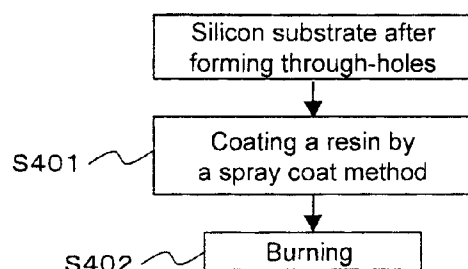 Silicon substrate after
forming through-holes
S401
Coating a resin by
a spray coat method
S402
Burning